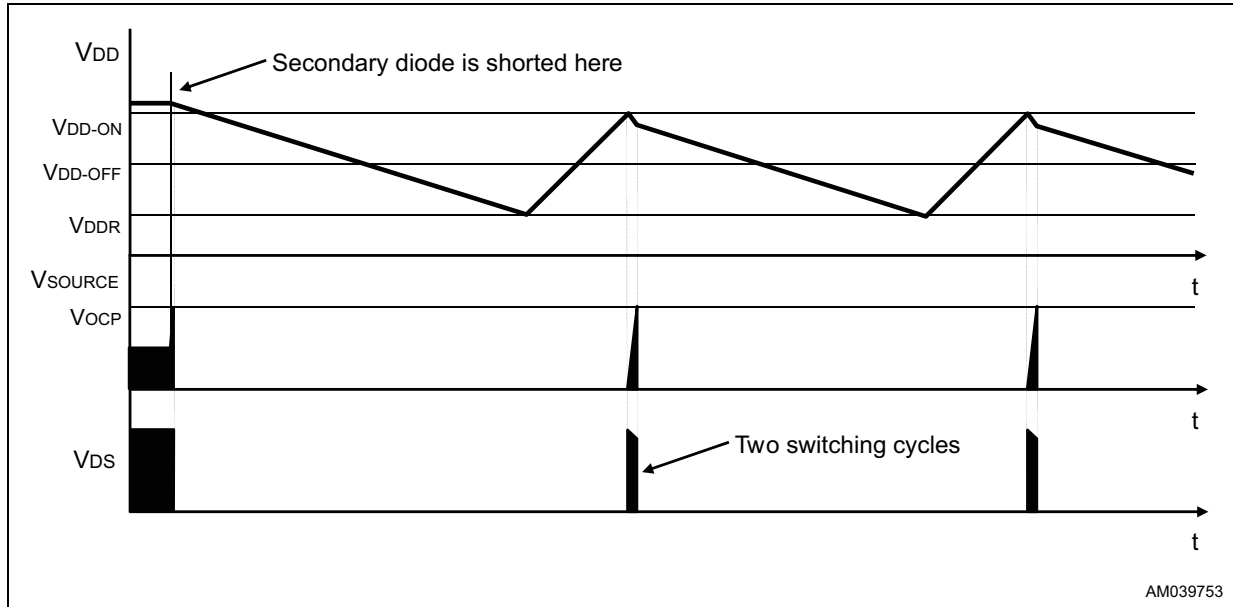 VDD
Secondary diode is shorted here
VDD-ON
VDD-OFF
VDDR
VSOURCE
t
VOCP
t
VDS
Two switching cycles
t
AM039753